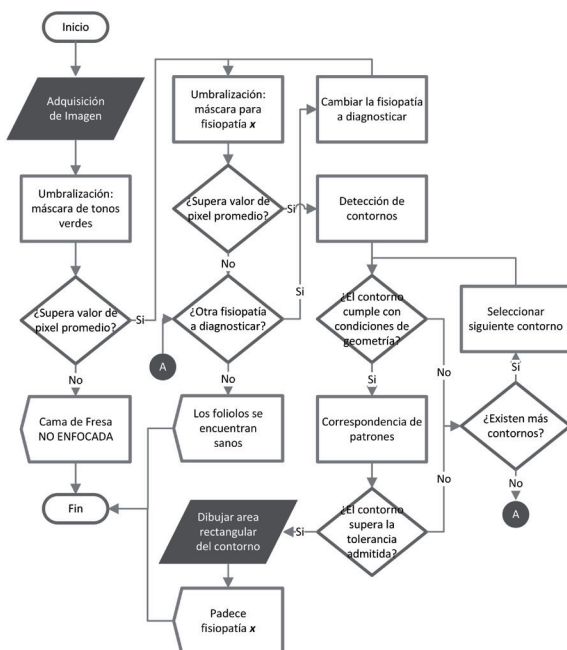 Inicio
Adquisición
de Imagen
Umbralización:
máscara de tonos
verdes
¿Supera valor de
pixel promedio?
Si
No
Cama de Fresa
NO ENFOCADA
Fin
Umbralización:
máscara para
fisiopatía x
¿Supera valor de
pixel promedio?
Si
No
¿Otra fisiopatía
a diagnosticar?
Si
A
No
Los foliolos se
encuentran
sanos
Cambiar la fisiopatía
a diagnosticar
Detección de
contornos
¿El contorno
cumple con
condiciones de
geometría?
No
Sí
Correspondencia de
patrones
¿El contorno
supera la
tolerancia
admitida?
No
Si
Dibujar area
rectangular
del contorno
Padece
fisiopatía x
Seleccionar
siguiente contorno
Sí
¿Existen más
contornos?
No
A